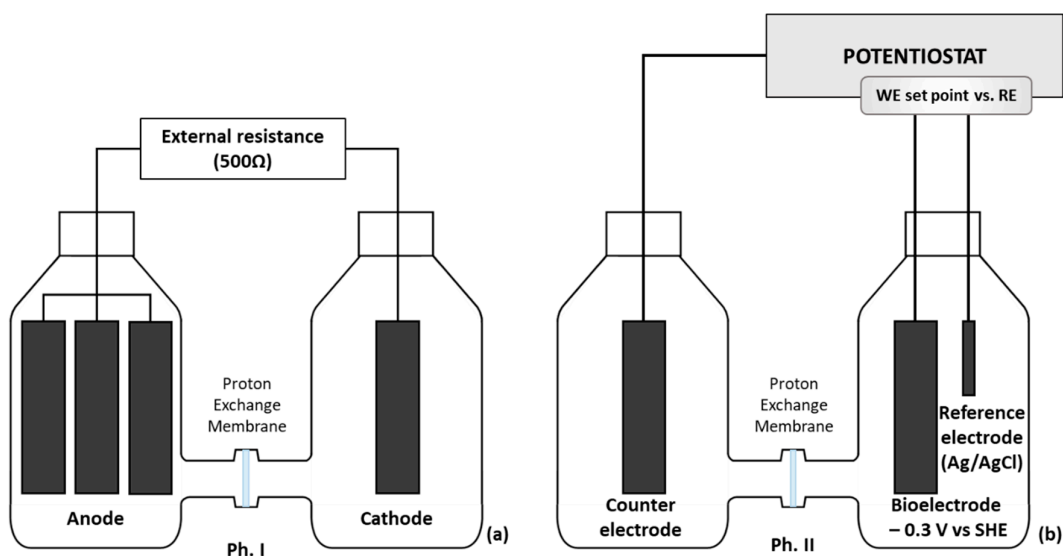 External resistance
(500Ω)
Proton
Exchange
Membrane
Anode
Cathode
(a)
Ph. I
POTENTIOSTAT
WE set point vs. RE
Proton
Exchange
Membrane
Reference
electrode
(Ag/AgCl)
Counter
electrode
Bioelectrode
– 0.3 V vs SHE
(b)
Ph. II